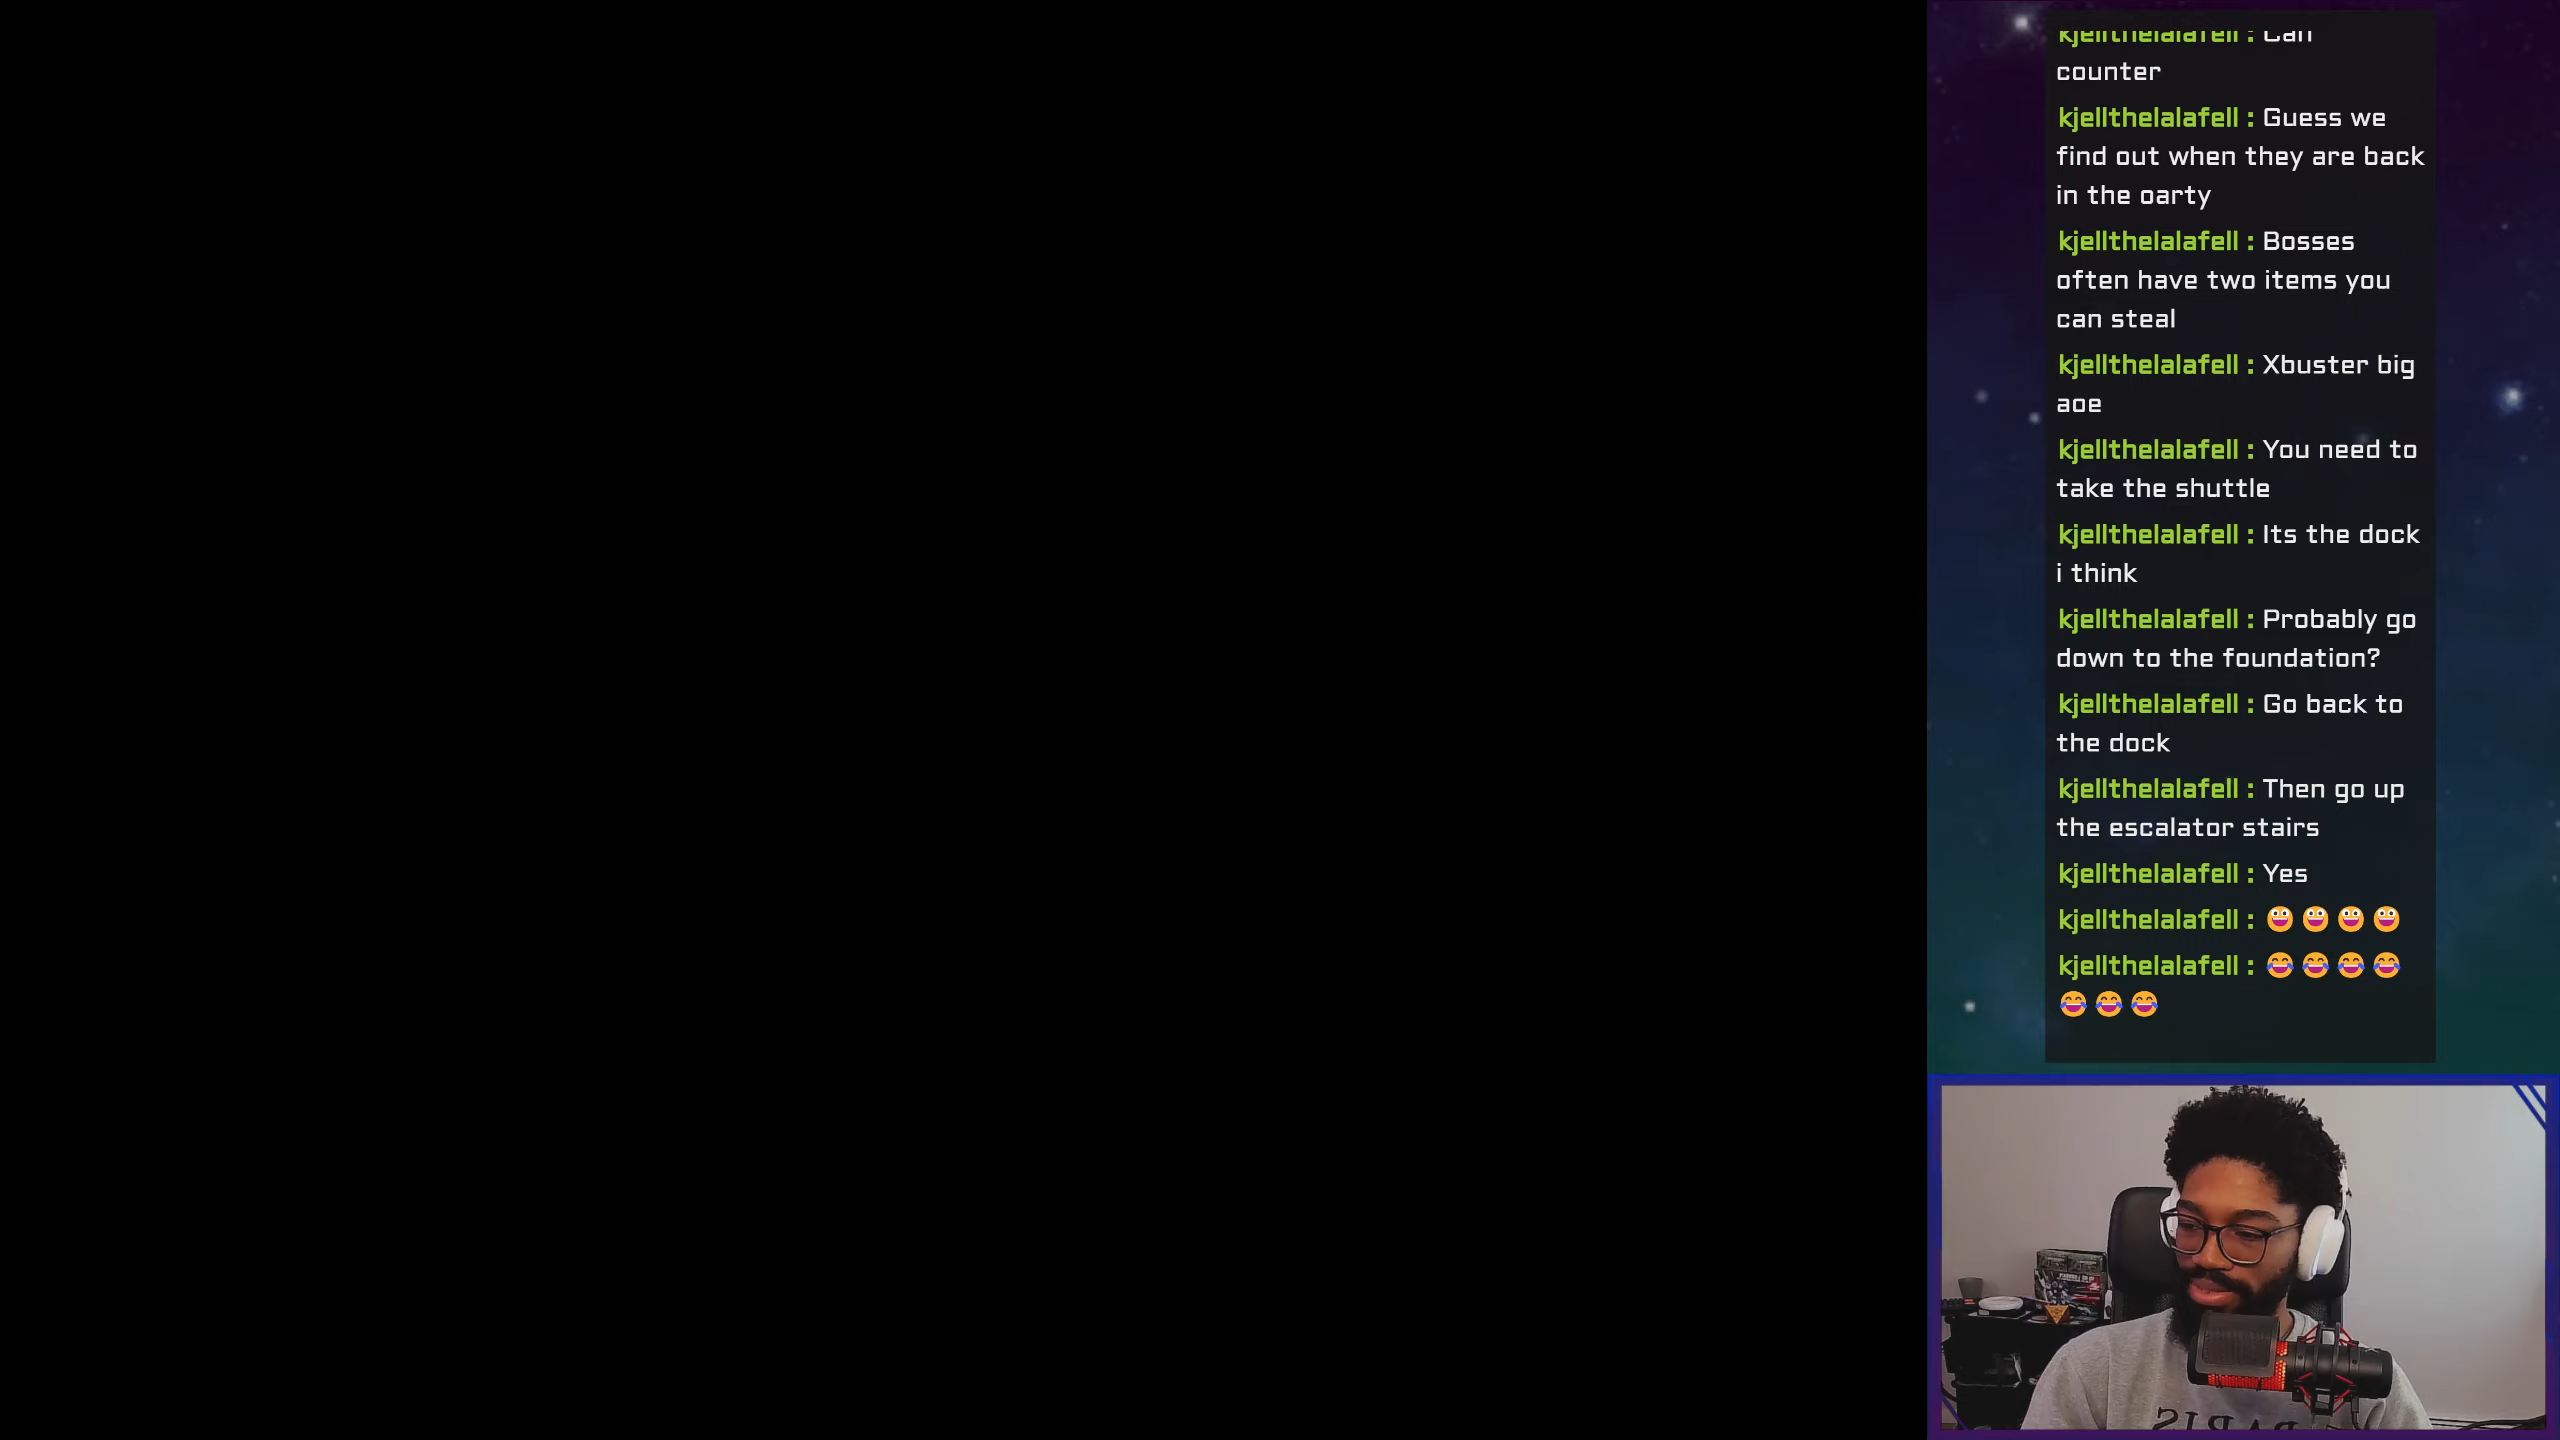 kjellthelalafell : Can
counter
kjellthelalafell : Guess we
find out when they are back
in the oarty
kjellthelalafell : Bosses
often have two items you
can steal
kjellthelalafell : Xbuster big
aoe
kjellthelalafell : You need to
take the shuttle
kjellthelalafell : Its the dock
i think
kjellthelalafell : Probably go
down to the foundation?
kjellthelalafell : Go back to
the dock
kjellthelalafell : Then go up
the escalator stairs
kjellthelalafell : Yes
kjellthelalafell :
kjellthelalafell :
PARIS